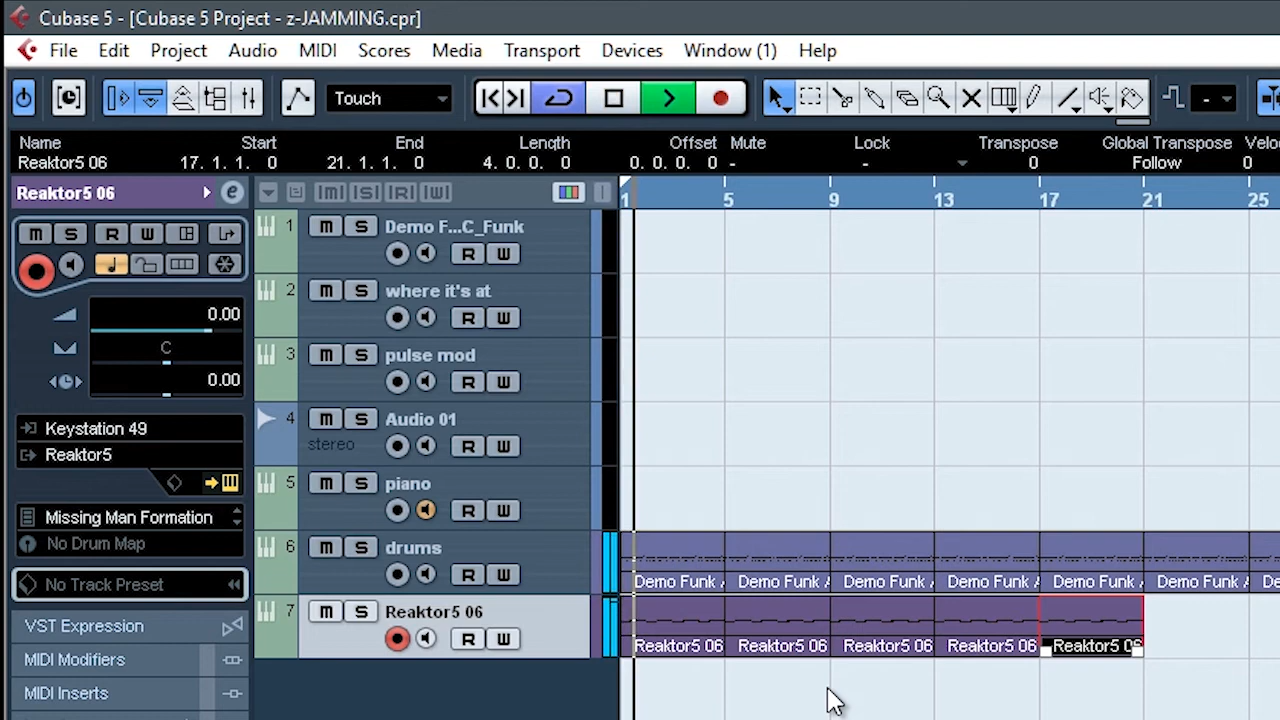 Cubase 5 - [Cubase 5 Project - z-JAMMING.cpr]
File Edit Project Audio MIDI Scores Media Transport Devices Window (1) Help
Touch -
Name Start End Length Offset Mute Lock Transpose Global Transpose Velo
Reaktor5 06 17. 1. 1. 0 21. 1. 1. 0 4. 0. 0. 0 0. 0. 0. 0 - - 0 Follow 0
Reaktor5 06 e M S R W 1 5 9 13 17 21 25
m S R W
0.00
C
0.00
Keystation 49
Reaktor5
Missing Man Formation
No Drum Map
No Track Preset
VST Expression
MIDI Modifiers
MIDI Inserts
1 m S Demo F...C_Funk
R W
2 m S where it's at
R W
3 m S pulse mod
R W
4 m S Audio 01
stereo R W
5 m S piano
R W
6 m S drums
R W Demo Funk Demo Funk Demo Funk Demo Funk Demo Funk Demo Funk De
7 m S Reaktor5 06
R W Reaktor5 06 Reaktor5 06 Reaktor5 06 Reaktor5 06 Reaktor5 06